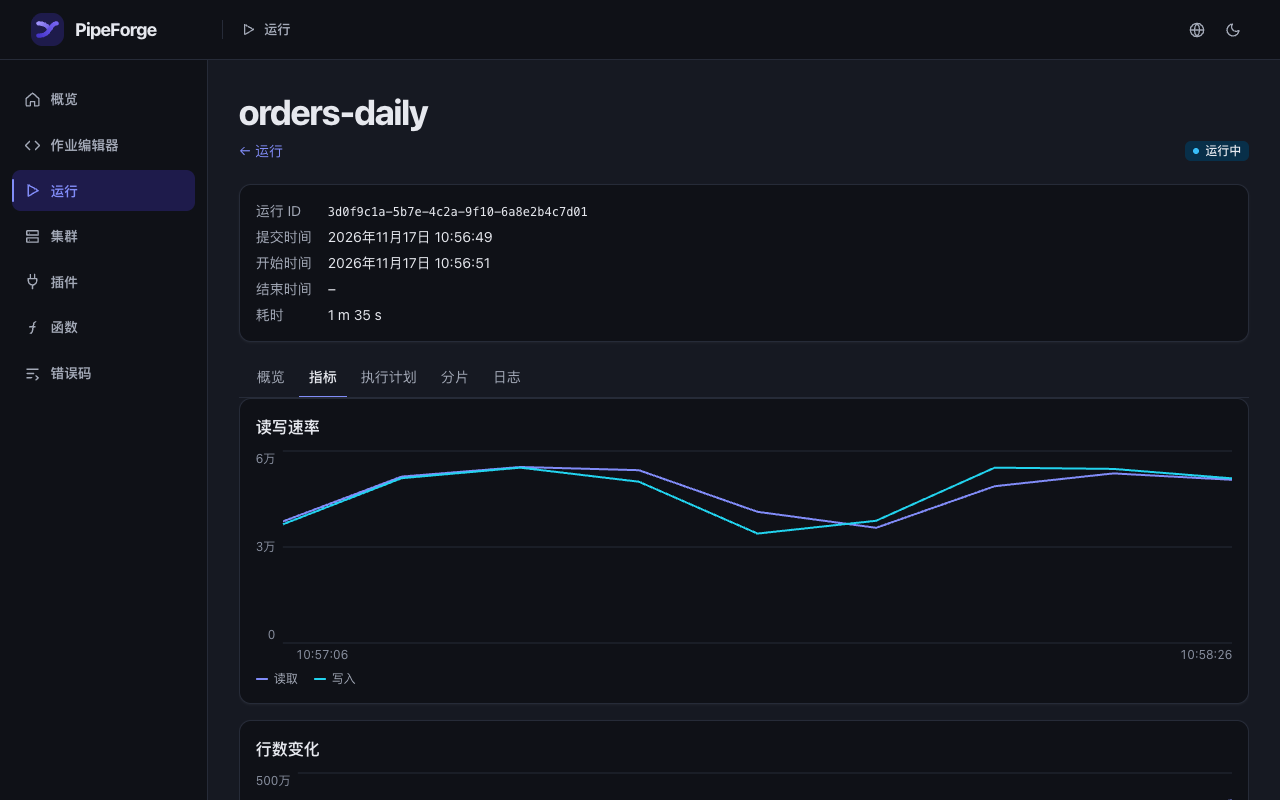 PipeForge
运行
概览
作业编辑器
运行
集群
插件
函数
错误码
orders-daily
← 运行
运行中
运行 ID 3d0f9c1a-5b7e-4c2a-9f10-6a8e2b4c7d01
提交时间 2026年11月17日 10:56:49
开始时间 2026年11月17日 10:56:51
结束时间 –
耗时 1 m 35 s
概览 指标 执行计划 分片 日志
读写速率
6万
3万
0
10:57:06 10:58:26
读取 写入
行数变化
500万